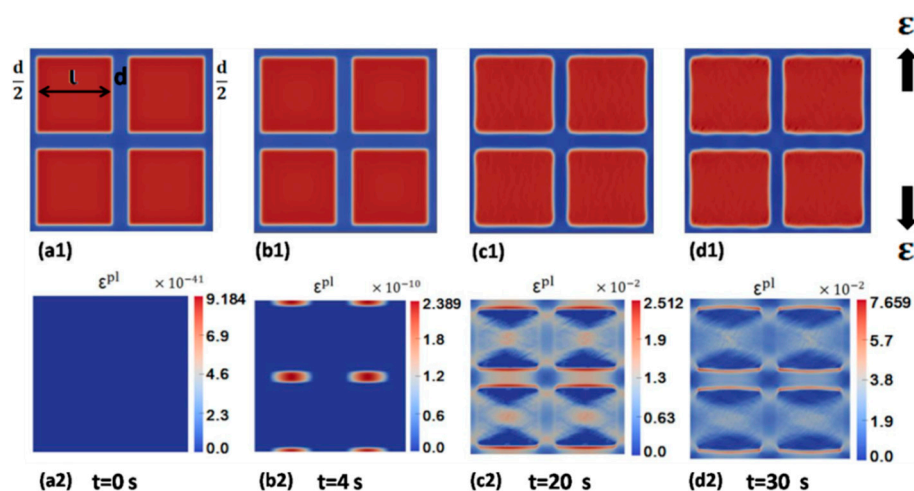 ε
d/2 l d d/2
ε
(a1) (b1) (c1) (d1)
ε^pl × 10^-41 ε^pl × 10^-10 ε^pl × 10^-2 ε^pl × 10^-2
9.184 2.389 2.512 7.659
6.9 1.8 1.9 5.7
4.6 1.2 1.3 3.8
2.3 0.6 0.63 1.9
0.0 0.0 0.0 0.0
(a2) t=0 s (b2) t=4 s (c2) t=20 s (d2) t=30 s